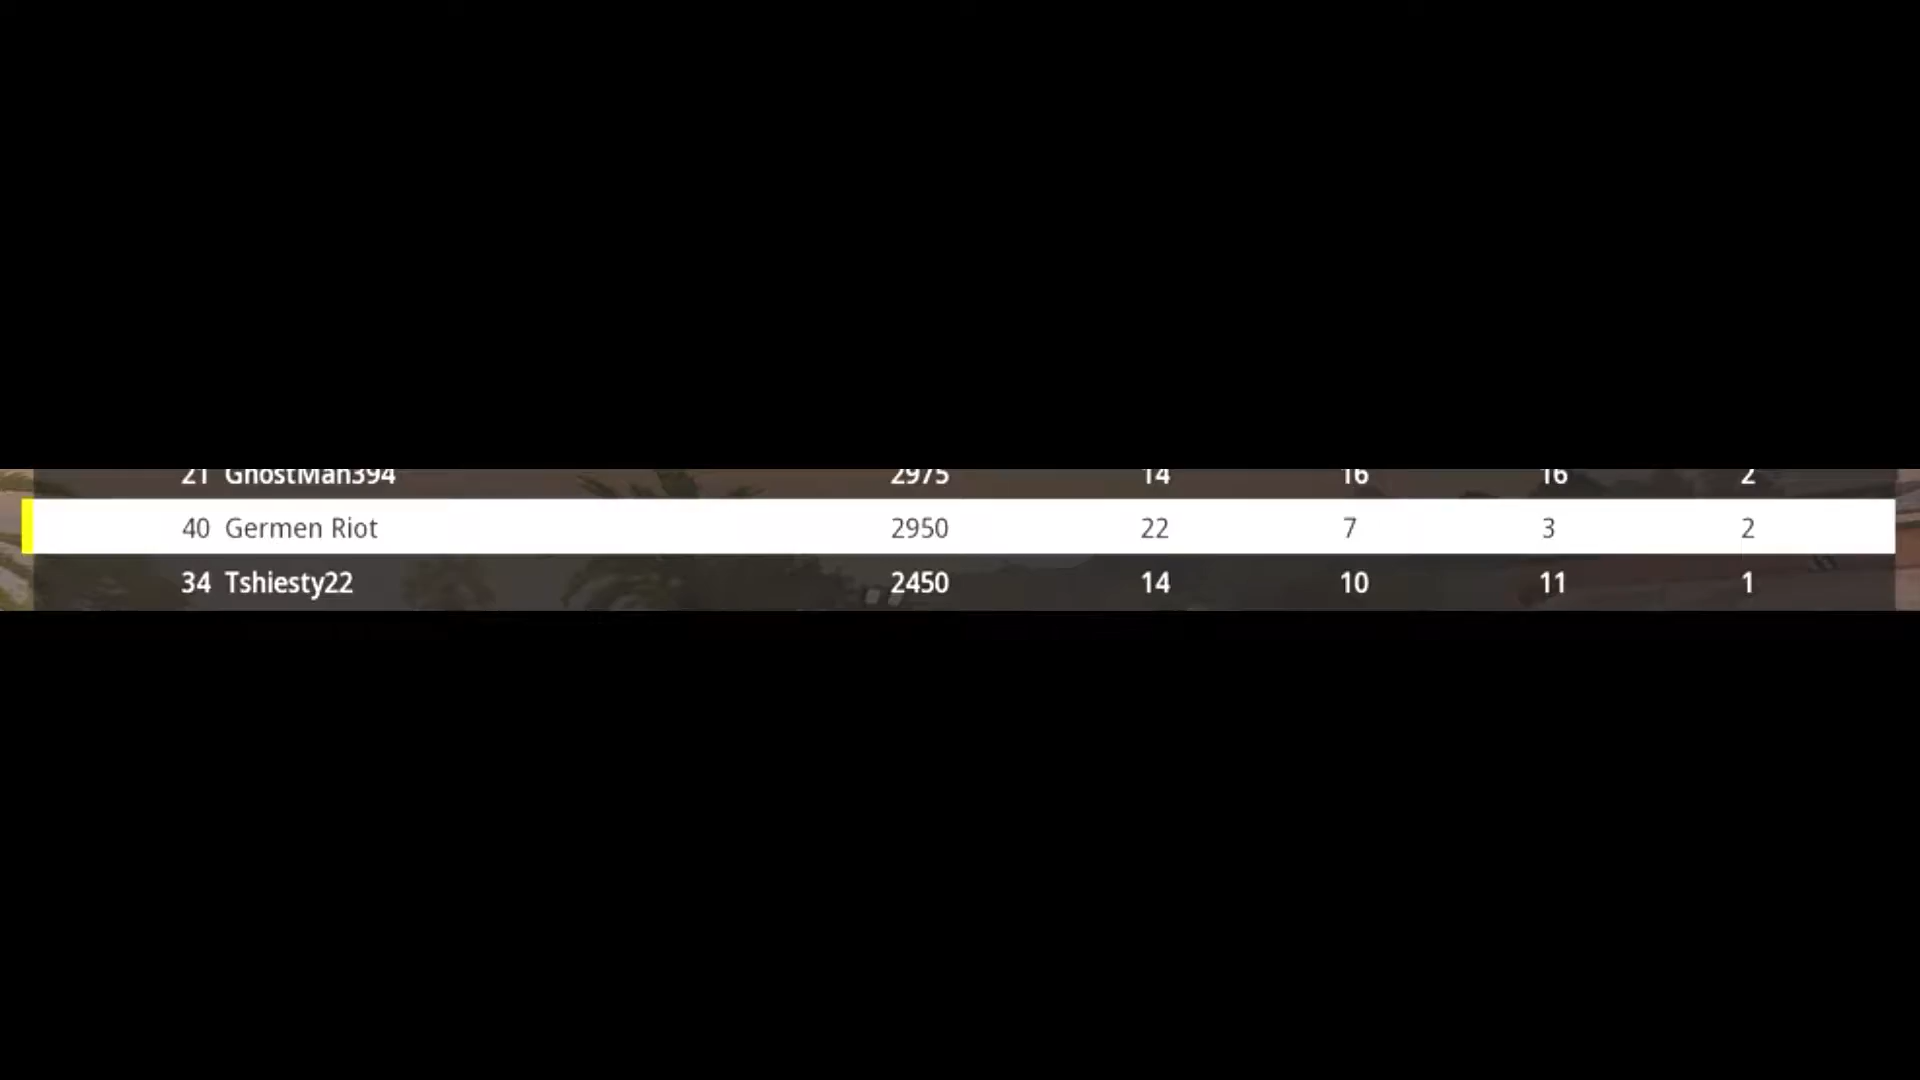 21 GhostMan394 2975 14 16 16 2
40 Germen Riot 2950 22 7 3 2
34 Tshiesty22 2450 14 10 11 1